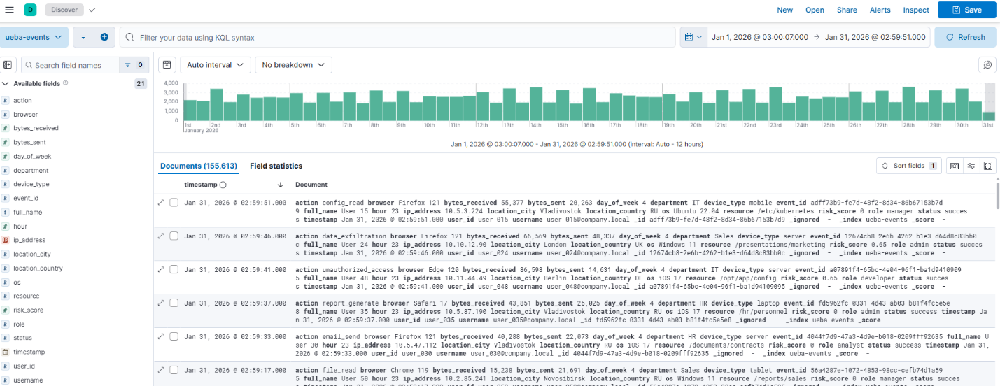 D Discover New Open Share Alerts Inspect Save
ueba-events Filter your data using KQL syntax Jan 1, 2026 @ 03:00:07.000 → Jan 31, 2026 @ 02:59:51.000 Refresh
Search field names 0
Auto interval No breakdown
Available fields 21
action
browser
bytes_received
bytes_sent
day_of_week
department
device_type
event_id
full_name
hour
ip_address
location_city
location_country
os
resource
risk_score
role
status
timestamp
user_id
username
4,000
3,000
2,000
1,000
0
1st 2nd 3rd 4th 5th 6th 7th 8th 9th 10th 11th 12th 13th 14th 15th 16th 17th 18th 19th 20th 21st 22nd 23rd 24th 25th 26th 27th 28th 29th 30th 31st
January 2026
Jan 1, 2026 @ 03:00:07.000 - Jan 31, 2026 @ 02:59:51.000 (interval: Auto - 12 hours)
Documents (155,613) Field statistics Sort fields 1
timestamp Document
Jan 31, 2026 @ 02:59:51.000 action config_read browser Firefox 121 bytes_received 55,377 bytes_sent 20,263 day_of_week 4 department IT device_type mobile event_id adff73b9-fe7d-48f2-8d34-86b67153b7d
9 full_name User 15 hour 23 ip_address 10.5.3.224 location_city Vladivostok location_country RU os Ubuntu 22.04 resource /etc/kubernetes risk_score 0 role manager status succes
s timestamp Jan 31, 2026 @ 02:59:51.000 user_id user_015 username user_015@company.local _id adff73b9-fe7d-48f2-8d34-86b67153b7d9 _ignored - _index ueba-events _score -
Jan 31, 2026 @ 02:59:46.000 action data_exfiltration browser Firefox 121 bytes_received 66,569 bytes_sent 48,337 day_of_week 4 department Sales device_type server event_id 12674cb8-2e6b-4262-b1e3-d64d8c83bb0
c full_name User 24 hour 23 ip_address 10.10.12.90 location_city London location_country UK os Windows 11 resource /presentations/marketing risk_score 0.65 role admin status succes
s timestamp Jan 31, 2026 @ 02:59:46.000 user_id user_024 username user_024@company.local _id 12674cb8-2e6b-4262-b1e3-d64d8c83bb0c _ignored - _index ueba-events _score -
Jan 31, 2026 @ 02:59:41.000 action unauthorized_access browser Edge 120 bytes_received 86,598 bytes_sent 14,631 day_of_week 4 department IT device_type server event_id a07891f4-65bc-4e04-96f1-ba1d9410909
5 full_name User 48 hour 23 ip_address 10.11.44.49 location_city Berlin location_country DE os iOS 17 resource /opt/app/config risk_score 0.65 role developer status succes
s timestamp Jan 31, 2026 @ 02:59:41.000 user_id user_048 username user_048@company.local _id a07891f4-65bc-4e04-96f1-ba1d94109095 _ignored - _index ueba-events _score -
Jan 31, 2026 @ 02:59:37.000 action report_generate browser Safari 17 bytes_received 43,851 bytes_sent 26,025 day_of_week 4 department HR device_type laptop event_id fd5962fc-0331-4d43-ab03-b81f4fc5e5e
8 full_name User 35 hour 23 ip_address 10.5.87.190 location_city Vladivostok location_country RU os iOS 17 resource /hr/personnel risk_score 0 role admin status success timestamp Ja
n 31, 2026 @ 02:59:37.000 user_id user_035 username user_035@company.local _id fd5962fc-0331-4d43-ab03-b81f4fc5e5e8 _ignored - _index ueba-events _score -
Jan 31, 2026 @ 02:59:33.000 action email_send browser Firefox 121 bytes_received 40,288 bytes_sent 22,073 day_of_week 4 department HR device_type server event_id 4044f7d9-47a3-4d9e-b018-0209fff92635 full_name U
ser 30 hour 23 ip_address 10.5.47.112 location_city Vladivostok location_country RU os iOS 17 resource /documents/contracts risk_score 0 role analyst status success timestamp Jan 31,
2026 @ 02:59:33.000 user_id user_030 username user_030@company.local _id 4044f7d9-47a3-4d9e-b018-0209fff92635 _ignored - _index ueba-events _score -
Jan 31, 2026 @ 02:59:17.000 action file_read browser Chrome 119 bytes_received 15,238 bytes_sent 21,691 day_of_week 4 department Sales device_type tablet event_id 56a4287e-1072-4853-98cc-cefb74d1a59
5 full_name User 50 hour 23 ip_address 10.2.85.241 location_city Novosibirsk location_country RU os Windows 11 resource /reports/sales risk_score 0 role manager status success